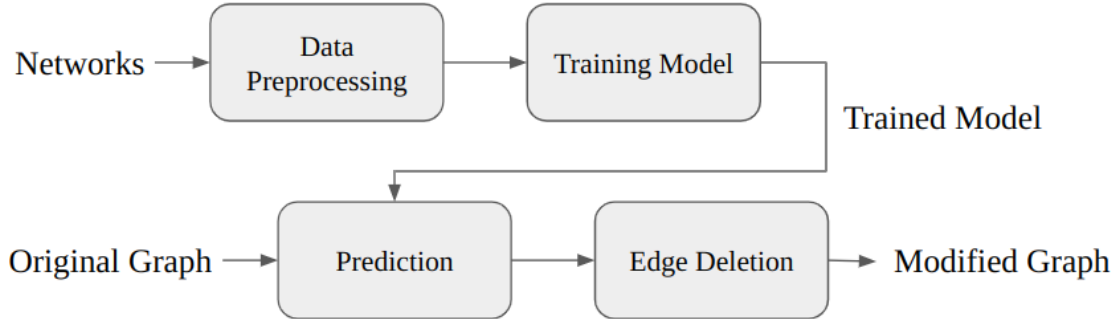 Networks
Data
Preprocessing
Training Model
Trained Model
Original Graph
Prediction
Edge Deletion
Modified Graph